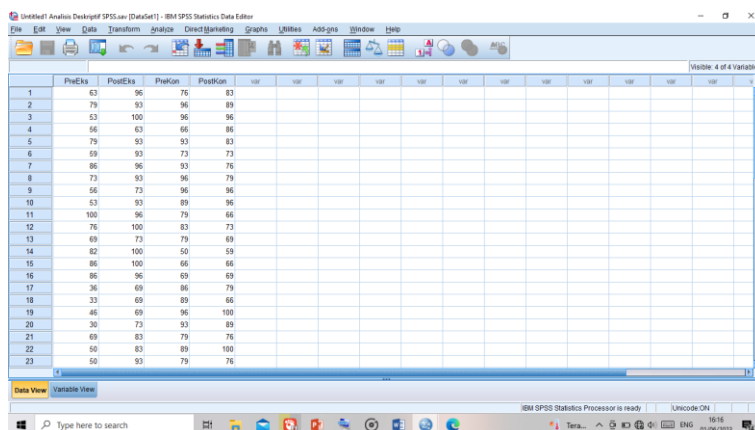 Untitled1 Analisis Deskriptif SPSS.sav [DataSet1] - IBM SPSS Statistics Data Editor
File Edit View Data Transform Analyze Direct Marketing Graphs Utilities Add-ons Window Help
Visible: 4 of 4 Variable
PreEks PostEks PreKon PostKon var var var var var var var var var var
1 63 96 76 83
2 79 93 96 89
3 53 100 96 96
4 56 63 66 86
5 79 93 93 83
6 59 93 73 73
7 86 96 93 76
8 73 93 96 79
9 56 73 96 96
10 53 93 89 96
11 100 96 79 66
12 76 100 83 73
13 69 73 79 69
14 82 100 50 59
15 86 100 66 66
16 86 96 69 69
17 36 69 86 79
18 33 69 89 66
19 46 69 96 100
20 30 73 93 89
21 69 83 79 76
22 50 83 89 100
23 50 93 79 76
Data View Variable View
IBM SPSS Statistics Processor is ready Unicode:ON
Type here to search Tera... ENG 16:16